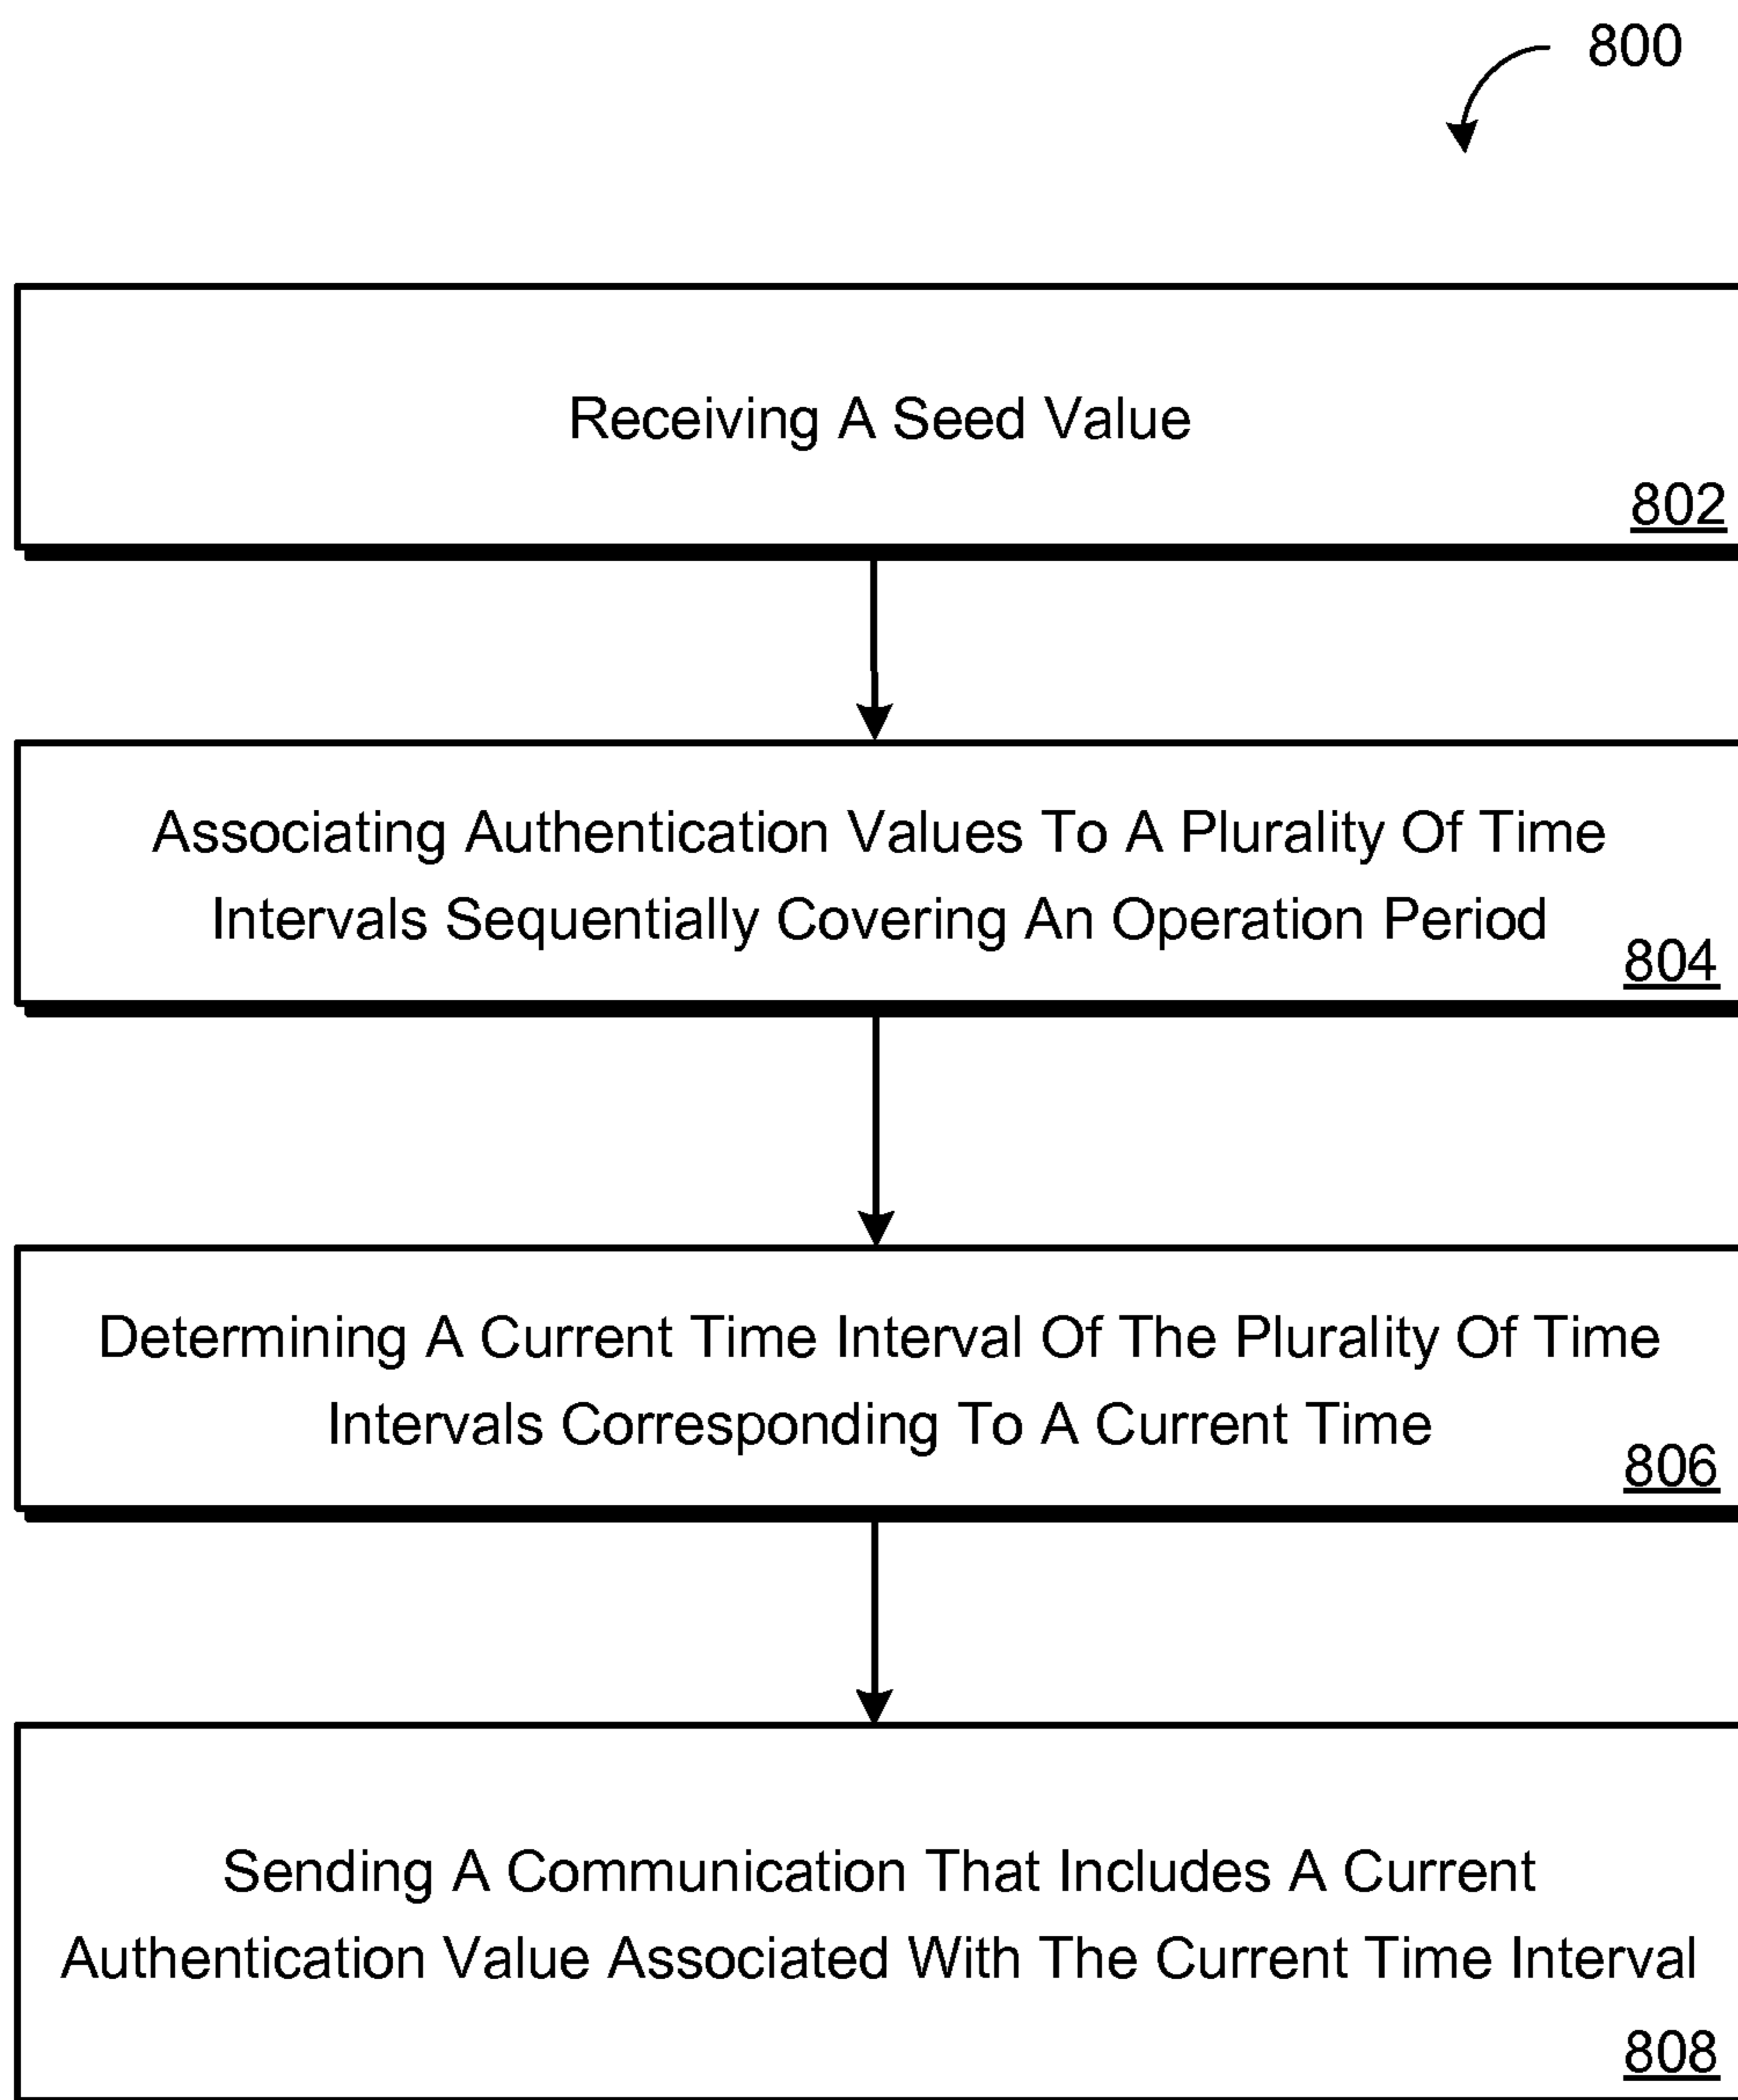 800
Receiving A Seed Value
802
Associating Authentication Values To A Plurality Of Time
Intervals Sequentially Covering An Operation Period
804
Determining A Current Time Interval Of The Plurality Of Time
Intervals Corresponding To A Current Time
806
Sending A Communication That Includes A Current
Authentication Value Associated With The Current Time Interval
808